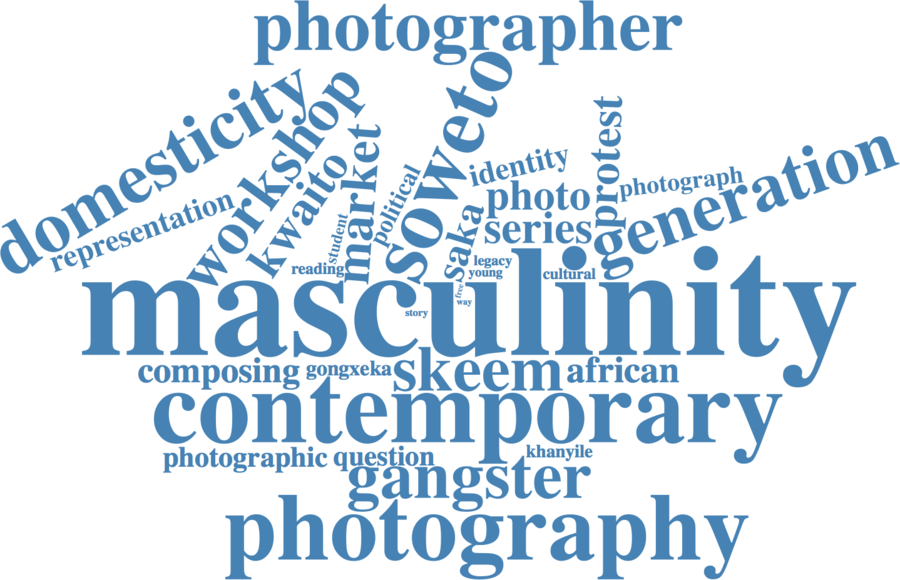 photographer
domesticity
workshop
soweto
kwaito
market
protest
representation
student
political
identity
photo
photograph
generation
saka
series
reading
legacy
young
cultural
free
way
story
masculinity
composing gongxeka skeem african
contemporary
photographic question
khanyile
gangster
photography